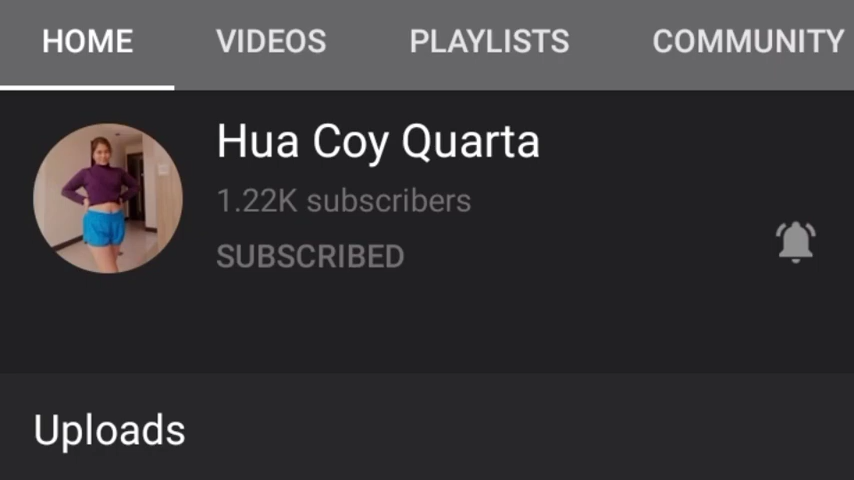 HOME VIDEOS PLAYLISTS COMMUNITY
Hua Coy Quarta
1.22K subscribers
SUBSCRIBED
Uploads